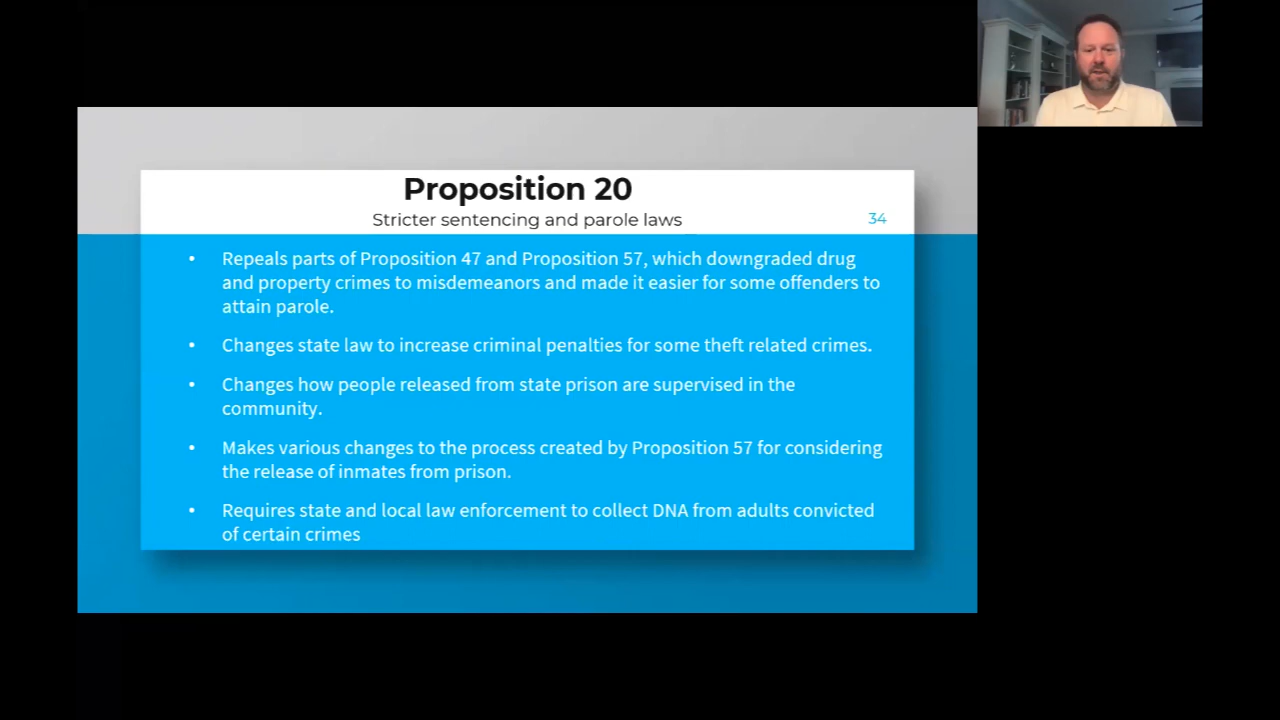 Proposition 20
Stricter sentencing and parole laws
34
• Repeals parts of Proposition 47 and Proposition 57, which downgraded drug
and property crimes to misdemeanors and made it easier for some offenders to
attain parole.
• Changes state law to increase criminal penalties for some theft related crimes.
• Changes how people released from state prison are supervised in the
community.
• Makes various changes to the process created by Proposition 57 for considering
the release of inmates from prison.
• Requires state and local law enforcement to collect DNA from adults convicted
of certain crimes